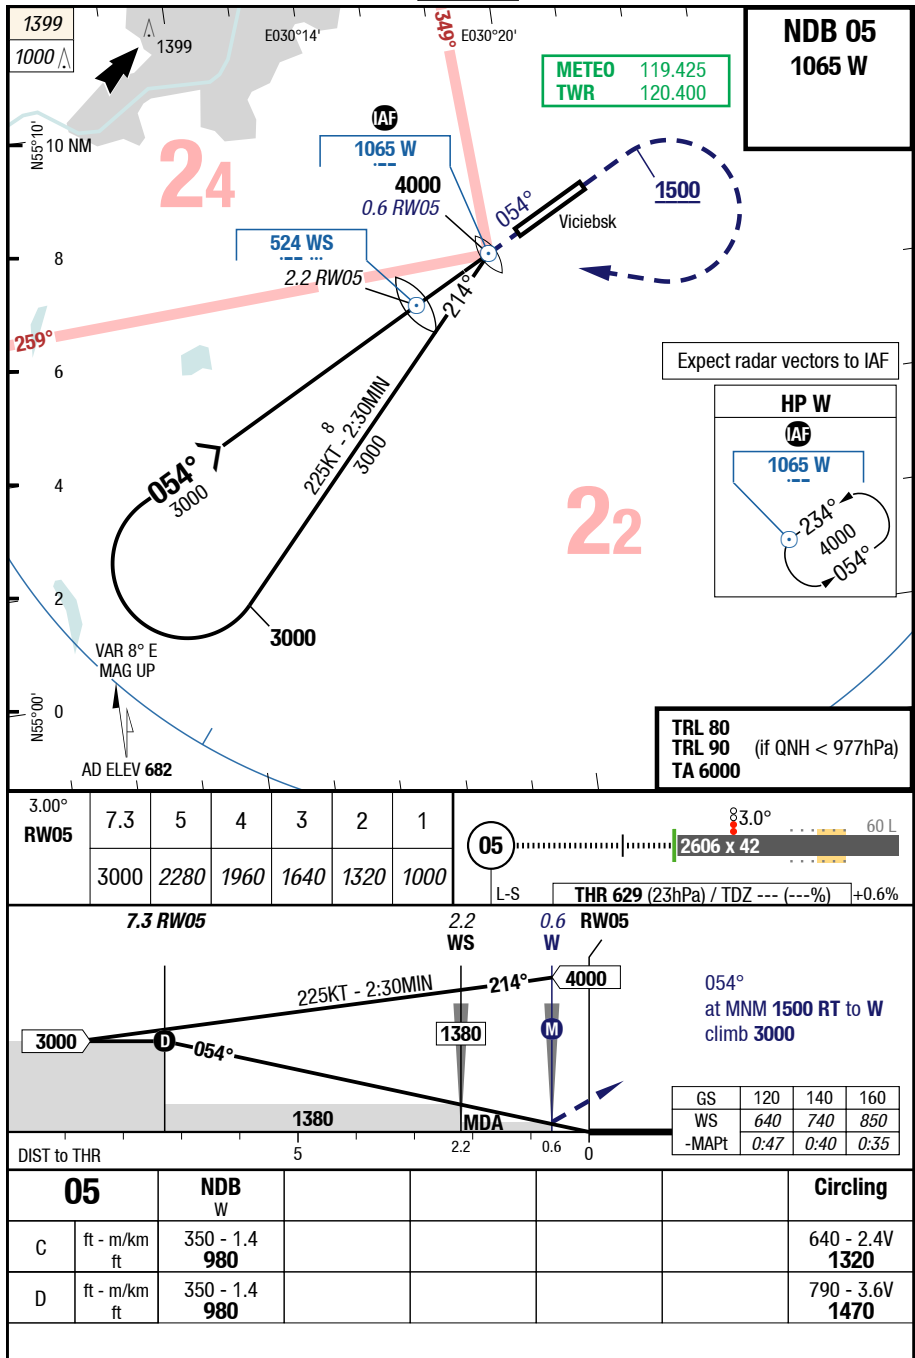 1399
1000
1399
E030°14'
349°
E030°20'
NDB 05
1065 W
METEO 119.425
TWR 120.400
N55°10'
10 NM
24
IAF
1065 W
4000
0.6 RW05
054°
1500
Viciebsk
524 WS
2.2 RW05
8
214°
259°
6
Expect radar vectors to IAF
HP W
IAF
1065 W
234°
4000
054°
8
225KT - 2:30MIN
3000
054°
3000
4
22
2
3000
VAR 8° E
MAG UP
N55°00'
0
AD ELEV 682
TRL 80
TRL 90 (if QNH < 977hPa)
TA 6000
3.00°
RW05
7.3 5 4 3 2 1
3000 2280 1960 1640 1320 1000
05
3.0°
60 L
2606 x 42
L-S
THR 629 (23hPa) / TDZ --- (---%)
+0.6%
7.3 RW05
2.2
WS
0.6
W
RW05
225KT - 2:30MIN
214°
4000
3000
D
054°
1380
M
054°
at MNM 1500 RT to W
climb 3000
1380
MDA
GS 120 140 160
WS 640 740 850
-MAPt 0:47 0:40 0:35
DIST to THR
5
2.2
0.6
0
05
NDB
W
Circling
C
ft - m/km
ft
350 - 1.4
980
640 - 2.4V
1320
D
ft - m/km
ft
350 - 1.4
980
790 - 3.6V
1470